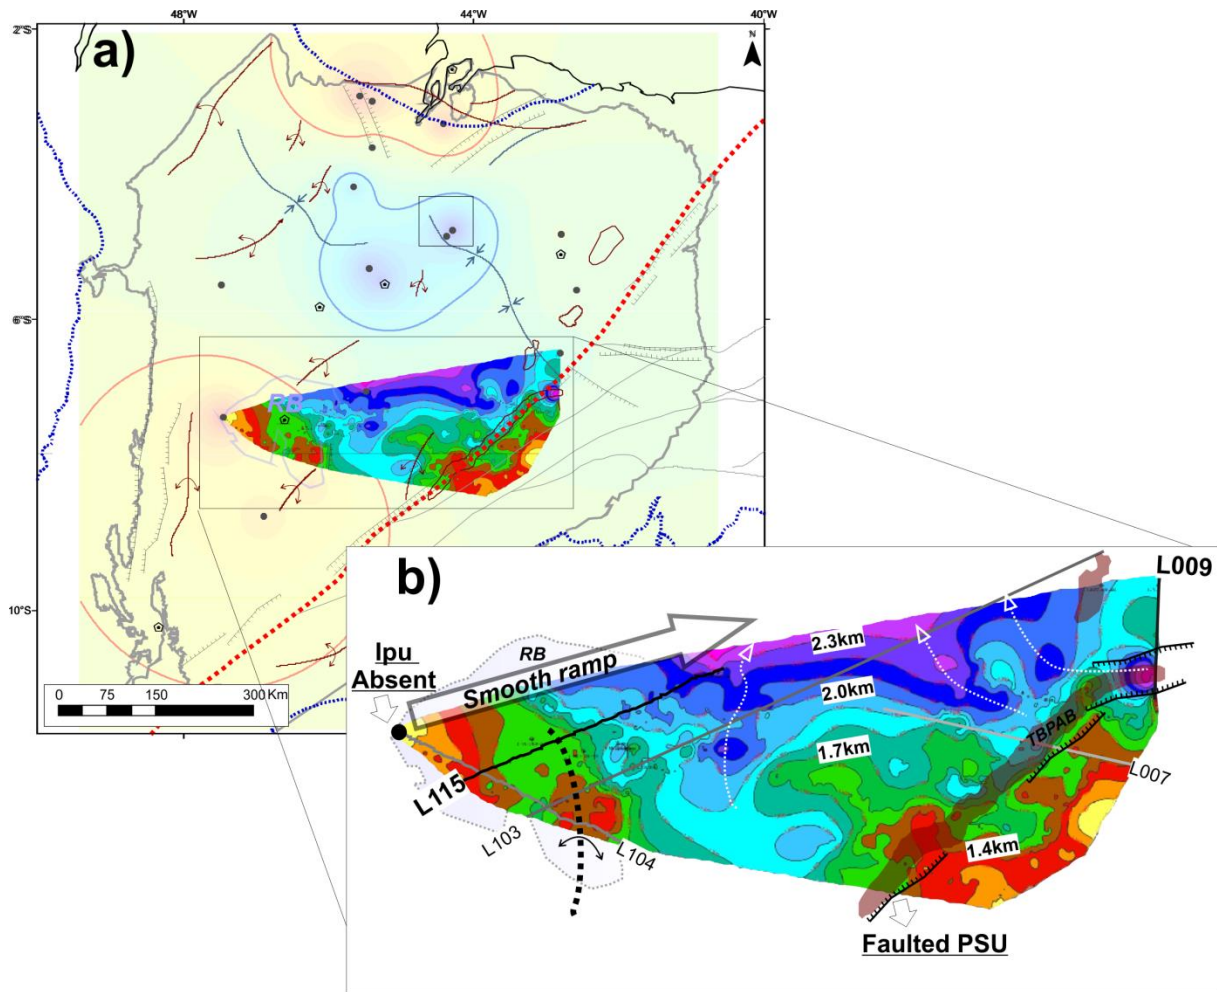 48°W
44°W
40°W
2°S
a)
N
6°S
RB
10°S
0 75 150 300 Km
b)
L009
Ipu
Absent
RB
Smooth ramp
2.3km
2.0km
1.7km
TBPAB
L007
L115
L103
L104
1.4km
Faulted PSU